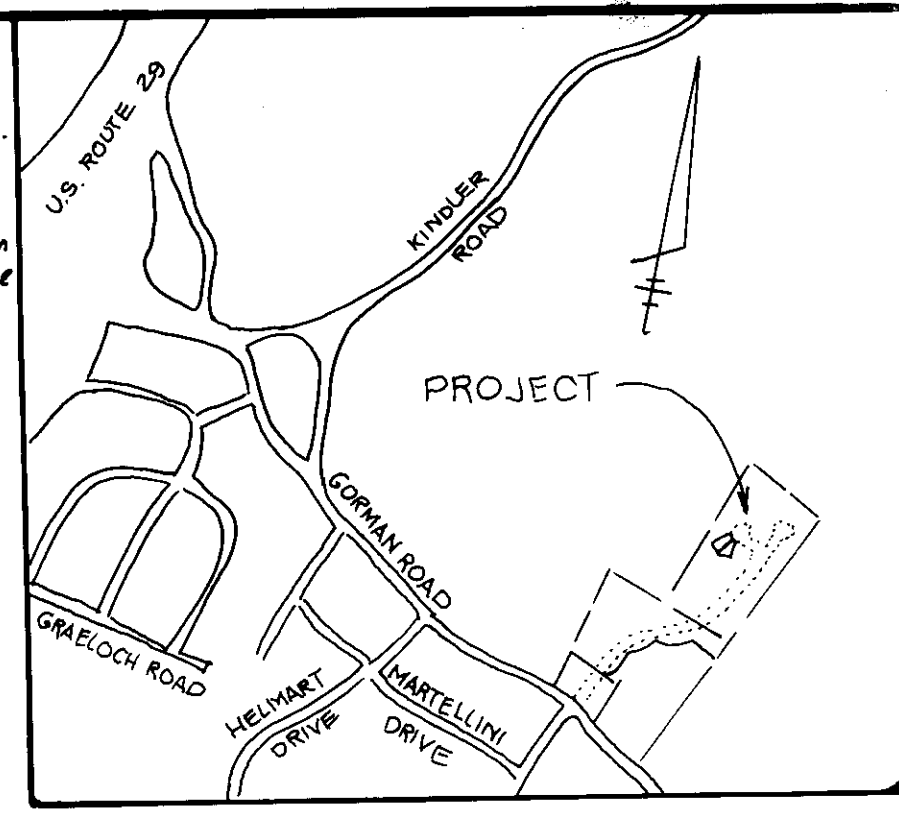 U.S. ROUTE 29
KINDLER
ROAD
PROJECT
GORMAN ROAD
GRAELOCH ROAD
HELMART
DRIVE
MARTELLINI
DRIVE